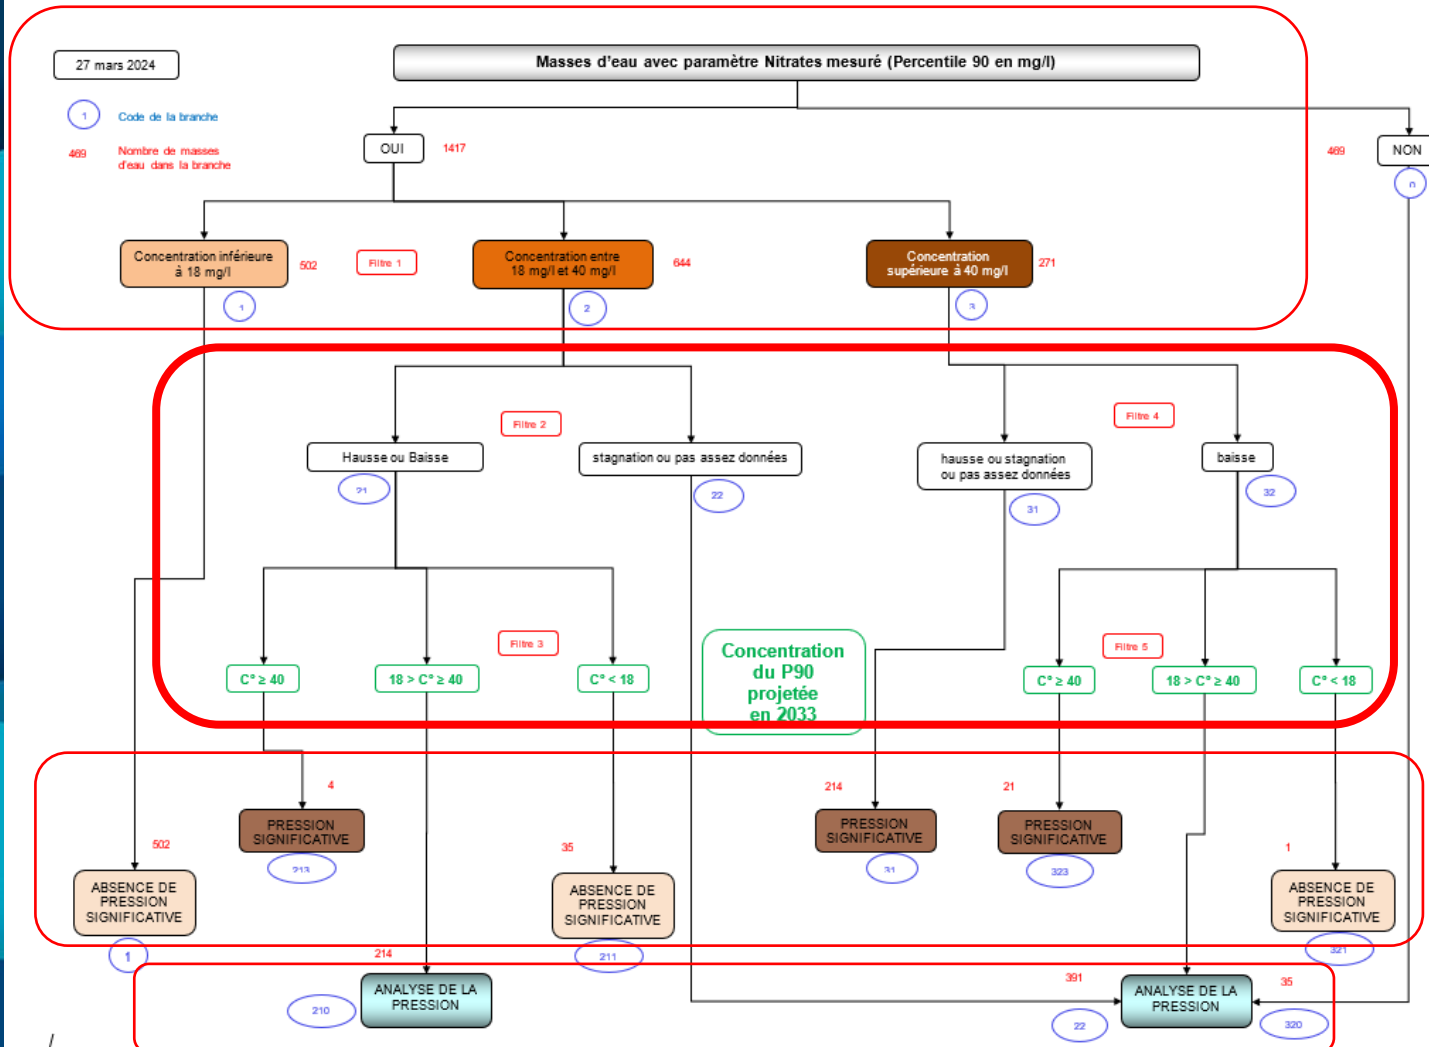 27 mars 2024
Masses d'eau avec paramètre Nitrates mesuré (Percentile 90 en mg/l)
1
Code de la branche
469
Nombre de masses
d'eau dans la branche
OUI
1417
469
NON
0
Concentration inférieure
à 18 mg/l
502
Filtre 1
Concentration entre
18 mg/l et 40 mg/l
644
Concentration
supérieure à 40 mg/l
271
1
2
3
Filtre 2
Filtre 4
Hausse ou Baisse
stagnation ou pas assez données
hausse ou stagnation
ou pas assez données
baisse
21
22
31
32
Filtre 3
Filtre 5
Concentration
du P90
projetée
en 2033
C° ≥ 40
18 > C° ≥ 40
C° < 18
C° ≥ 40
18 > C° ≥ 40
C° < 18
4
214
21
PRESSION
SIGNIFICATIVE
PRESSION
SIGNIFICATIVE
PRESSION
SIGNIFICATIVE
502
35
1
213
31
323
ABSENCE DE
PRESSION
SIGNIFICATIVE
ABSENCE DE
PRESSION
SIGNIFICATIVE
ABSENCE DE
PRESSION
SIGNIFICATIVE
1
211
321
214
391
35
ANALYSE DE LA
PRESSION
ANALYSE DE LA
PRESSION
210
22
320